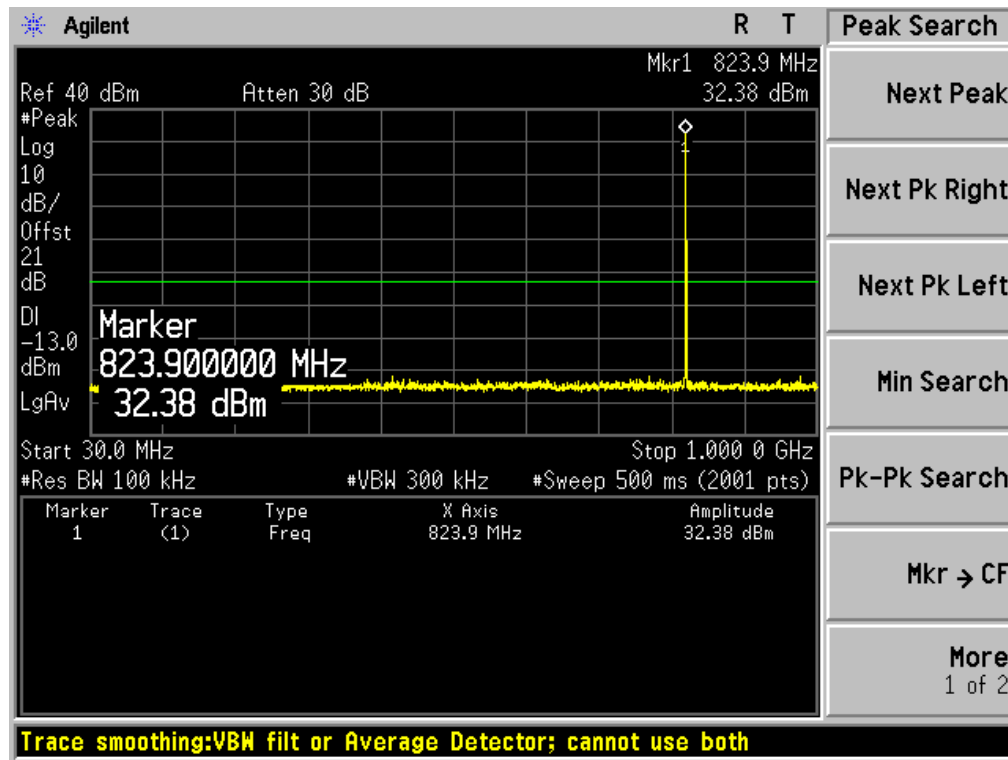 Agilent R T
Peak Search
Mkr1 823.9 MHz
Ref 40 dBm Atten 30 dB 32.38 dBm
#Peak
Log
10
dB/
Offst
21
dB
DI
-13.0
dBm
LgAv
1
Marker
823.900000 MHz
32.38 dBm
Start 30.0 MHz Stop 1.000 0 GHz
#Res BW 100 kHz #VBW 300 kHz #Sweep 500 ms (2001 pts)
Marker Trace Type X Axis Amplitude
1 (1) Freq 823.9 MHz 32.38 dBm
Next Peak
Next Pk Right
Next Pk Left
Min Search
Pk-Pk Search
Mkr → CF
More
1 of 2
Trace smoothing:VBW filt or Average Detector; cannot use both